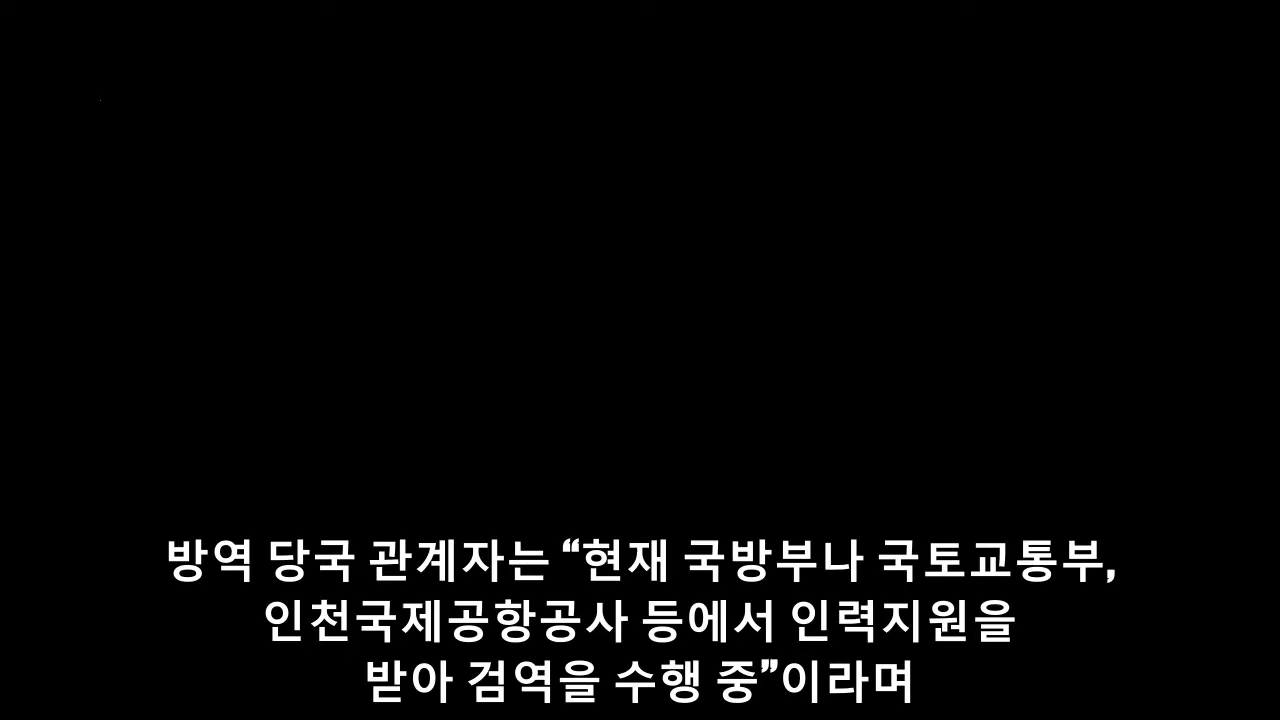 방역 당국 관계자는 “현재 국방부나 국토교통부,
인천국제공항공사 등에서 인력지원을
받아 검역을 수행 중”이라며